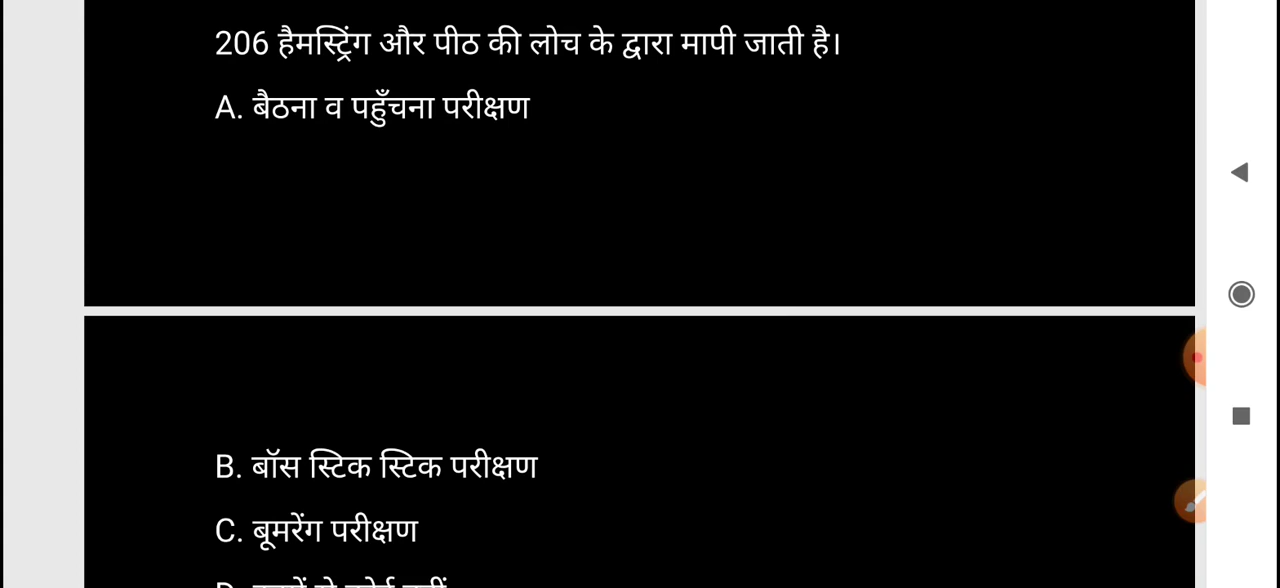 206 हैमस्ट्रिंग और पीठ की लोच के द्वारा मापी जाती है।
A. बैठना व पहुँचना परीक्षण
B. बॉस स्टिक स्टिक परीक्षण
C. बूमरेंग परीक्षण